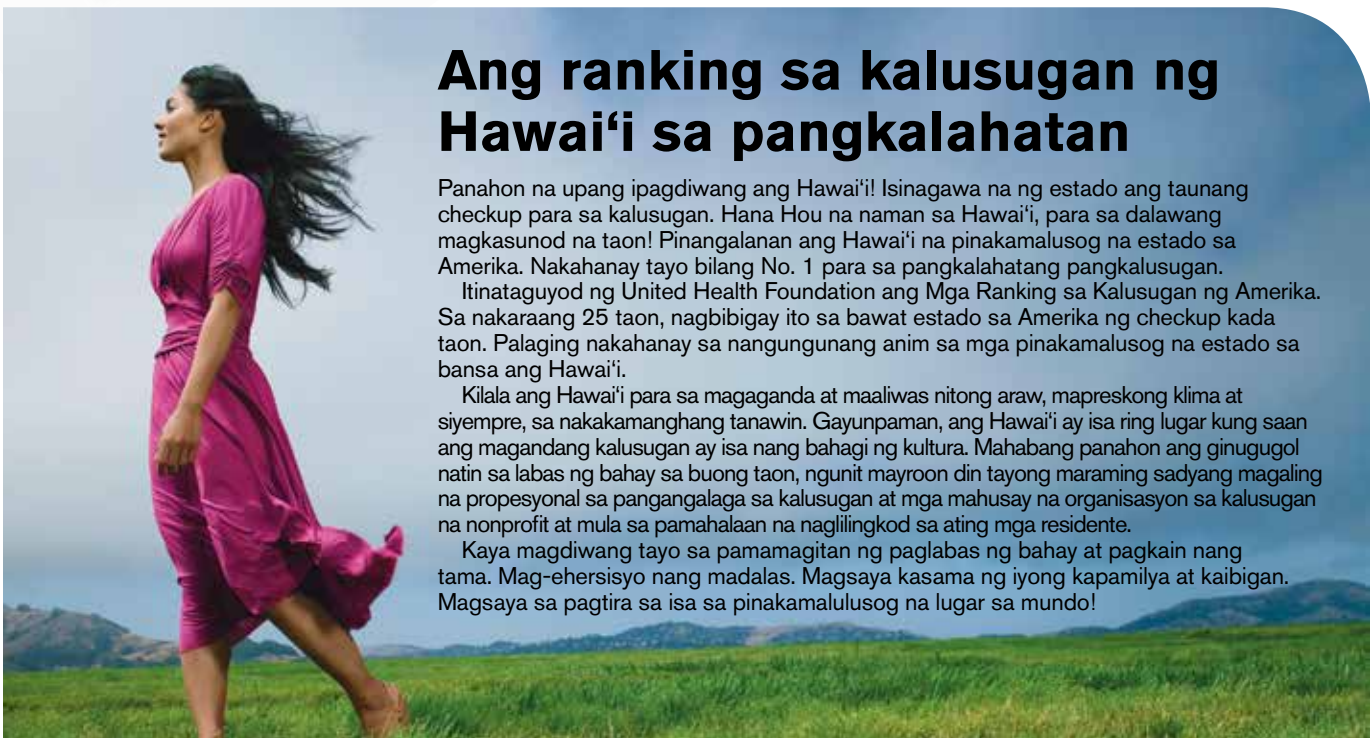 Ang ranking sa kalusugan ng
Hawai‘i sa pangkalahatan
Panahon na upang ipagdiwang ang Hawai‘i! Isinagawa na ng estado ang taunang
checkup para sa kalusugan. Hana Hou na naman sa Hawai‘i, para sa dalawang
magkasunod na taon! Pinangalanan ang Hawai‘i na pinakamalusog na estado sa
Amerika. Nakahanay tayo bilang No. 1 para sa pangkalahatang pangkalusugan.
Itinataguyod ng United Health Foundation ang Mga Ranking sa Kalusugan ng Amerika.
Sa nakaraang 25 taon, nagbibigay ito sa bawat estado sa Amerika ng checkup kada
taon. Palaging nakahanay sa nangungunang anim sa mga pinakamalusog na estado sa
bansa ang Hawai‘i.
Kilala ang Hawai‘i para sa magaganda at maaliwas nitong araw, mapreskong klima at
siyempre, sa nakakamanghang tanawin. Gayunpaman, ang Hawai‘i ay isa ring lugar kung saan
ang magandang kalusugan ay isa nang bahagi ng kultura. Mahabang panahon ang ginugugol
natin sa labas ng bahay sa buong taon, ngunit mayroon din tayong maraming sadyang magaling
na propesyonal sa pangangalaga sa kalusugan at mga mahusay na organisasyon sa kalusugan
na nonprofit at mula sa pamahalaan na naglilingkod sa ating mga residente.
Kaya magdiwang tayo sa pamamagitan ng paglabas ng bahay at pagkain nang
tama. Mag-ehersisyo nang madalas. Magsaya kasama ng iyong kapamilya at kaibigan.
Magsaya sa pagtira sa isa sa pinakamalulusog na lugar sa mundo!